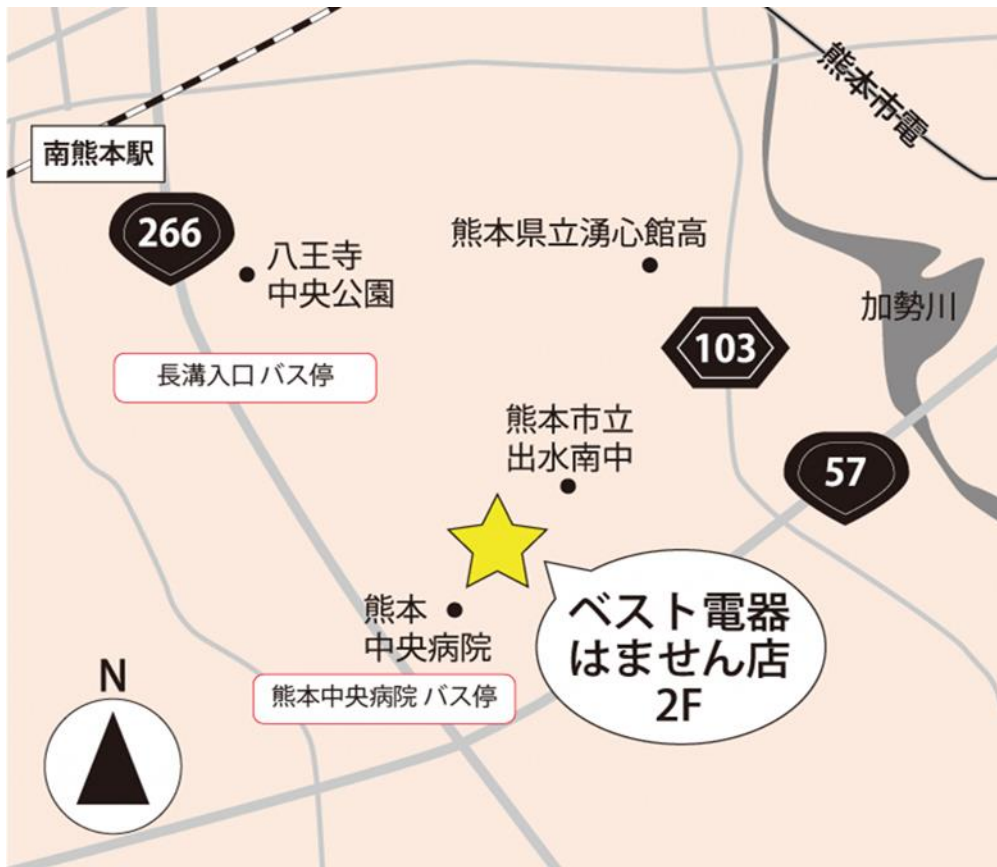 熊本市電
南熊本駅
266
八王寺
中央公園
熊本県立湧心館高
加勢川
103
長溝入口 バス停
熊本市立
出水南中
57
ベスト電器
はません店
2F
熊本
中央病院
熊本中央病院 バス停
N